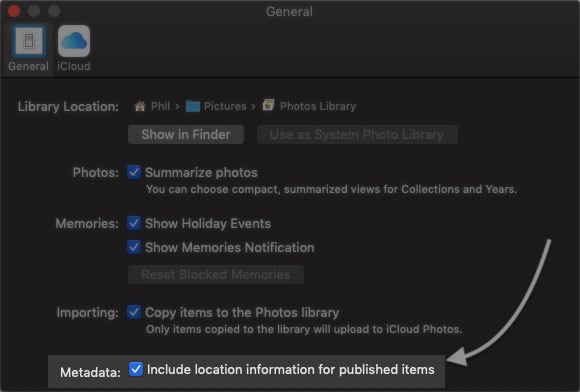 General
General
iCloud
Library Location: Phil › Pictures › Photos Library
Show in Finder
Use as System Photo Library
Photos: Summarize photos
You can choose compact, summarized views for Collections and Years.
Memories: Show Holiday Events
Show Memories Notification
Reset Blocked Memories
Importing: Copy items to the Photos library
Only items copied to the library will upload to iCloud Photos.
Metadata: Include location information for published items